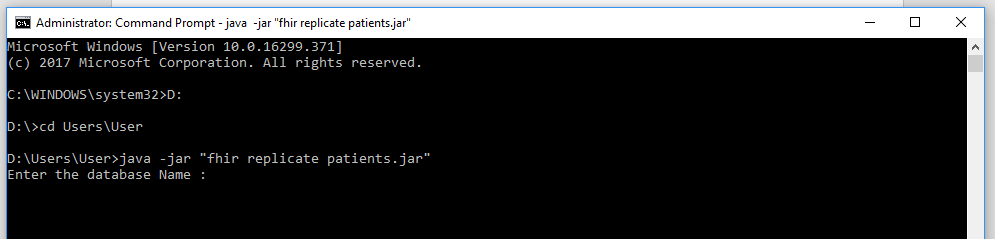 Administrator: Command Prompt - java  -jar "fhir replicate patients.jar"
Microsoft Windows [Version 10.0.16299.371]
(c) 2017 Microsoft Corporation. All rights reserved.
C:\WINDOWS\system32>D:
D:\>cd Users\User
D:\Users\User>java -jar "fhir replicate patients.jar"
Enter the database Name :